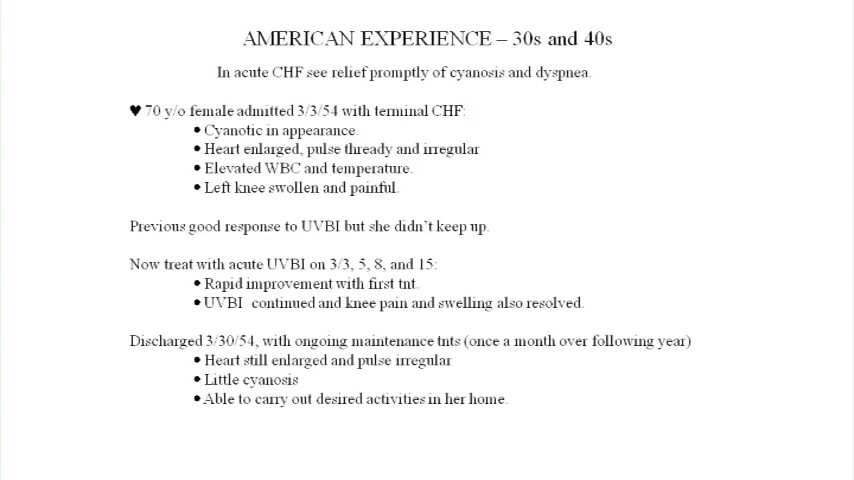 AMERICAN EXPERIENCE – 30s and 40s
In acute CHF see relief promptly of cyanosis and dyspnea.
♥ 70 y/o female admitted 3/3/54 with terminal CHF:
• Cyanotic in appearance.
• Heart enlarged, pulse thready and irregular
• Elevated WBC and temperature.
• Left knee swollen and painful.
Previous good response to UVBI but she didn't keep up.
Now treat with acute UVBI on 3/3, 5, 8, and 15:
• Rapid improvement with first tnt.
• UVBI continued and knee pain and swelling also resolved.
Discharged 3/30/54, with ongoing maintenance tnts (once a month over following year)
• Heart still enlarged and pulse irregular
• Little cyanosis
• Able to carry out desired activities in her home.